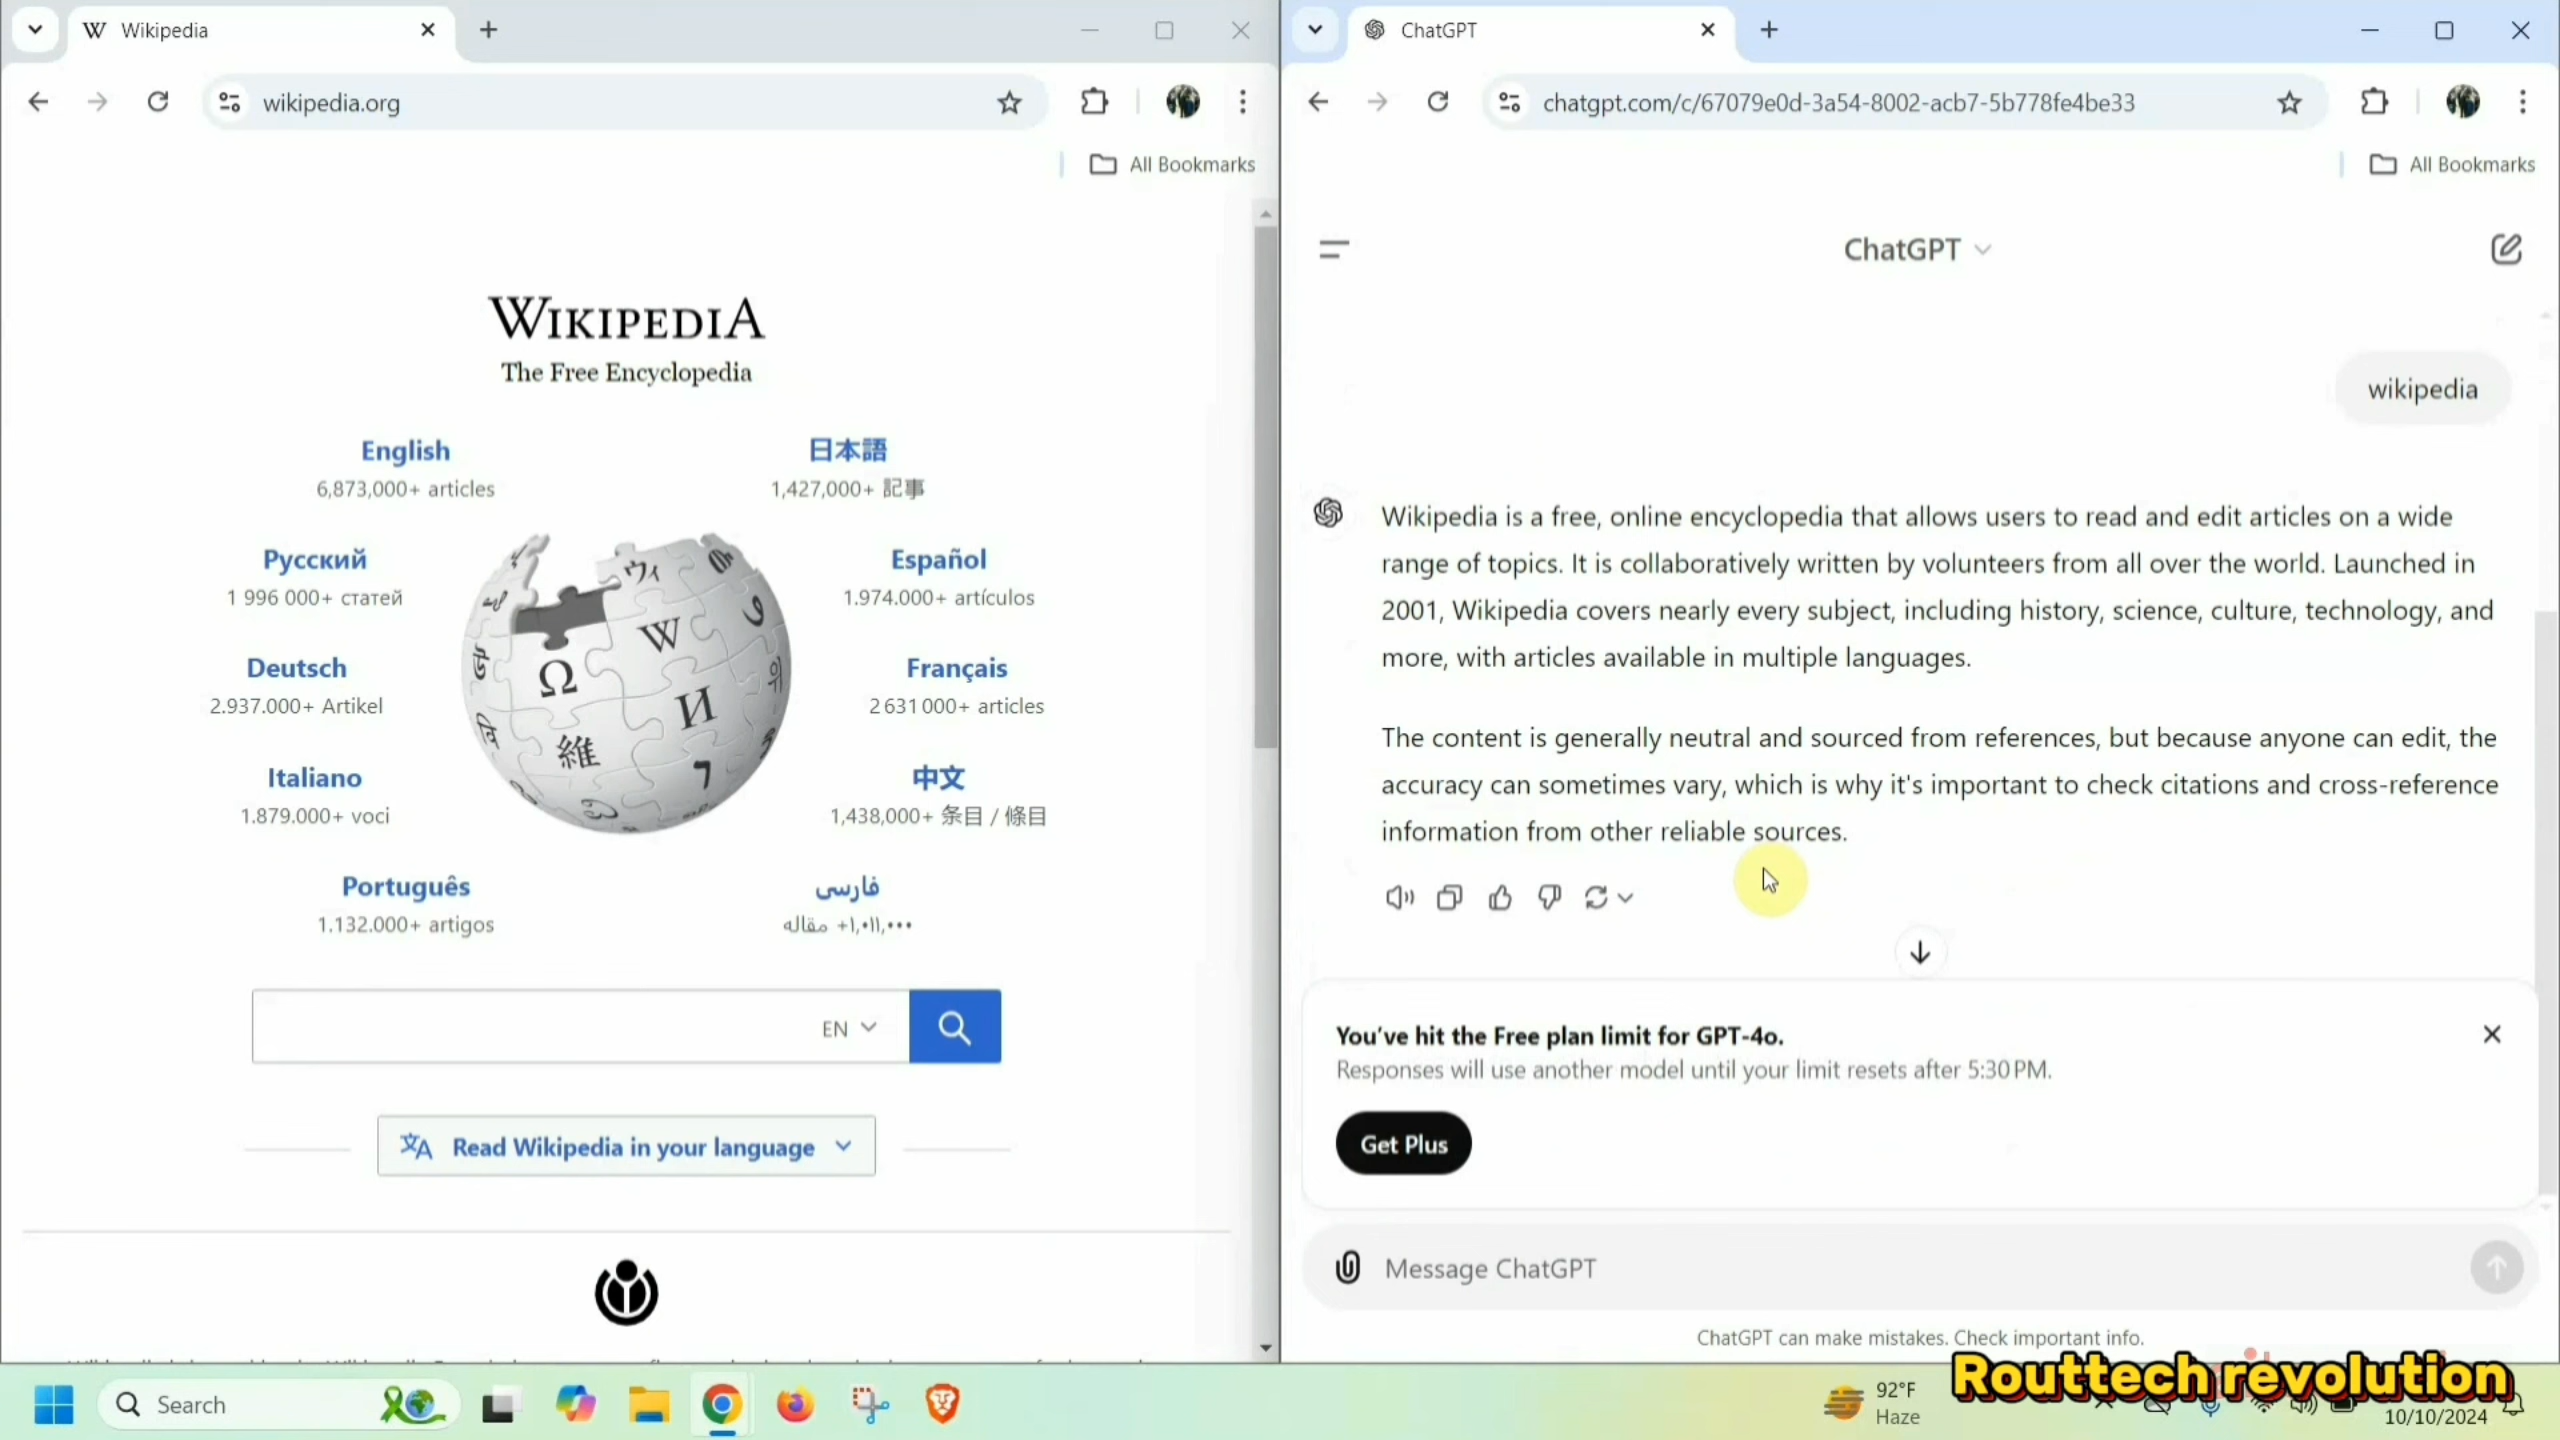 Wikipedia
wikipedia.org
All Bookmarks
WIKIPEDIA
The Free Encyclopedia
English
6,873,000+ articles
日本語
1,427,000+ 記事
Русский
1 996 000+ статей
Español
1.974.000+ artículos
Deutsch
2.937.000+ Artikel
Français
2 631 000+ articles
Italiano
1.879.000+ voci
中文
1,438,000+ 条目 / 條目
Português
1.132.000+ artigos
فارسی
۱٬۰۱۱٬۰۰۰+ مقاله
Ω
W
И
維
ウィ
위
EN
Read Wikipedia in your language
ChatGPT
chatgpt.com/c/67079e0d-3a54-8002-acb7-5b778fe4be33
All Bookmarks
ChatGPT
wikipedia
Wikipedia is a free, online encyclopedia that allows users to read and edit articles on a wide
range of topics. It is collaboratively written by volunteers from all over the world. Launched in
2001, Wikipedia covers nearly every subject, including history, science, culture, technology, and
more, with articles available in multiple languages.
The content is generally neutral and sourced from references, but because anyone can edit, the
accuracy can sometimes vary, which is why it's important to check citations and cross-reference
information from other reliable sources.
You've hit the Free plan limit for GPT-4o.
Responses will use another model until your limit resets after 5:30 PM.
Get Plus
Message ChatGPT
ChatGPT can make mistakes. Check important info.
Search
92°F
Haze
Routtech revolution
10/10/2024